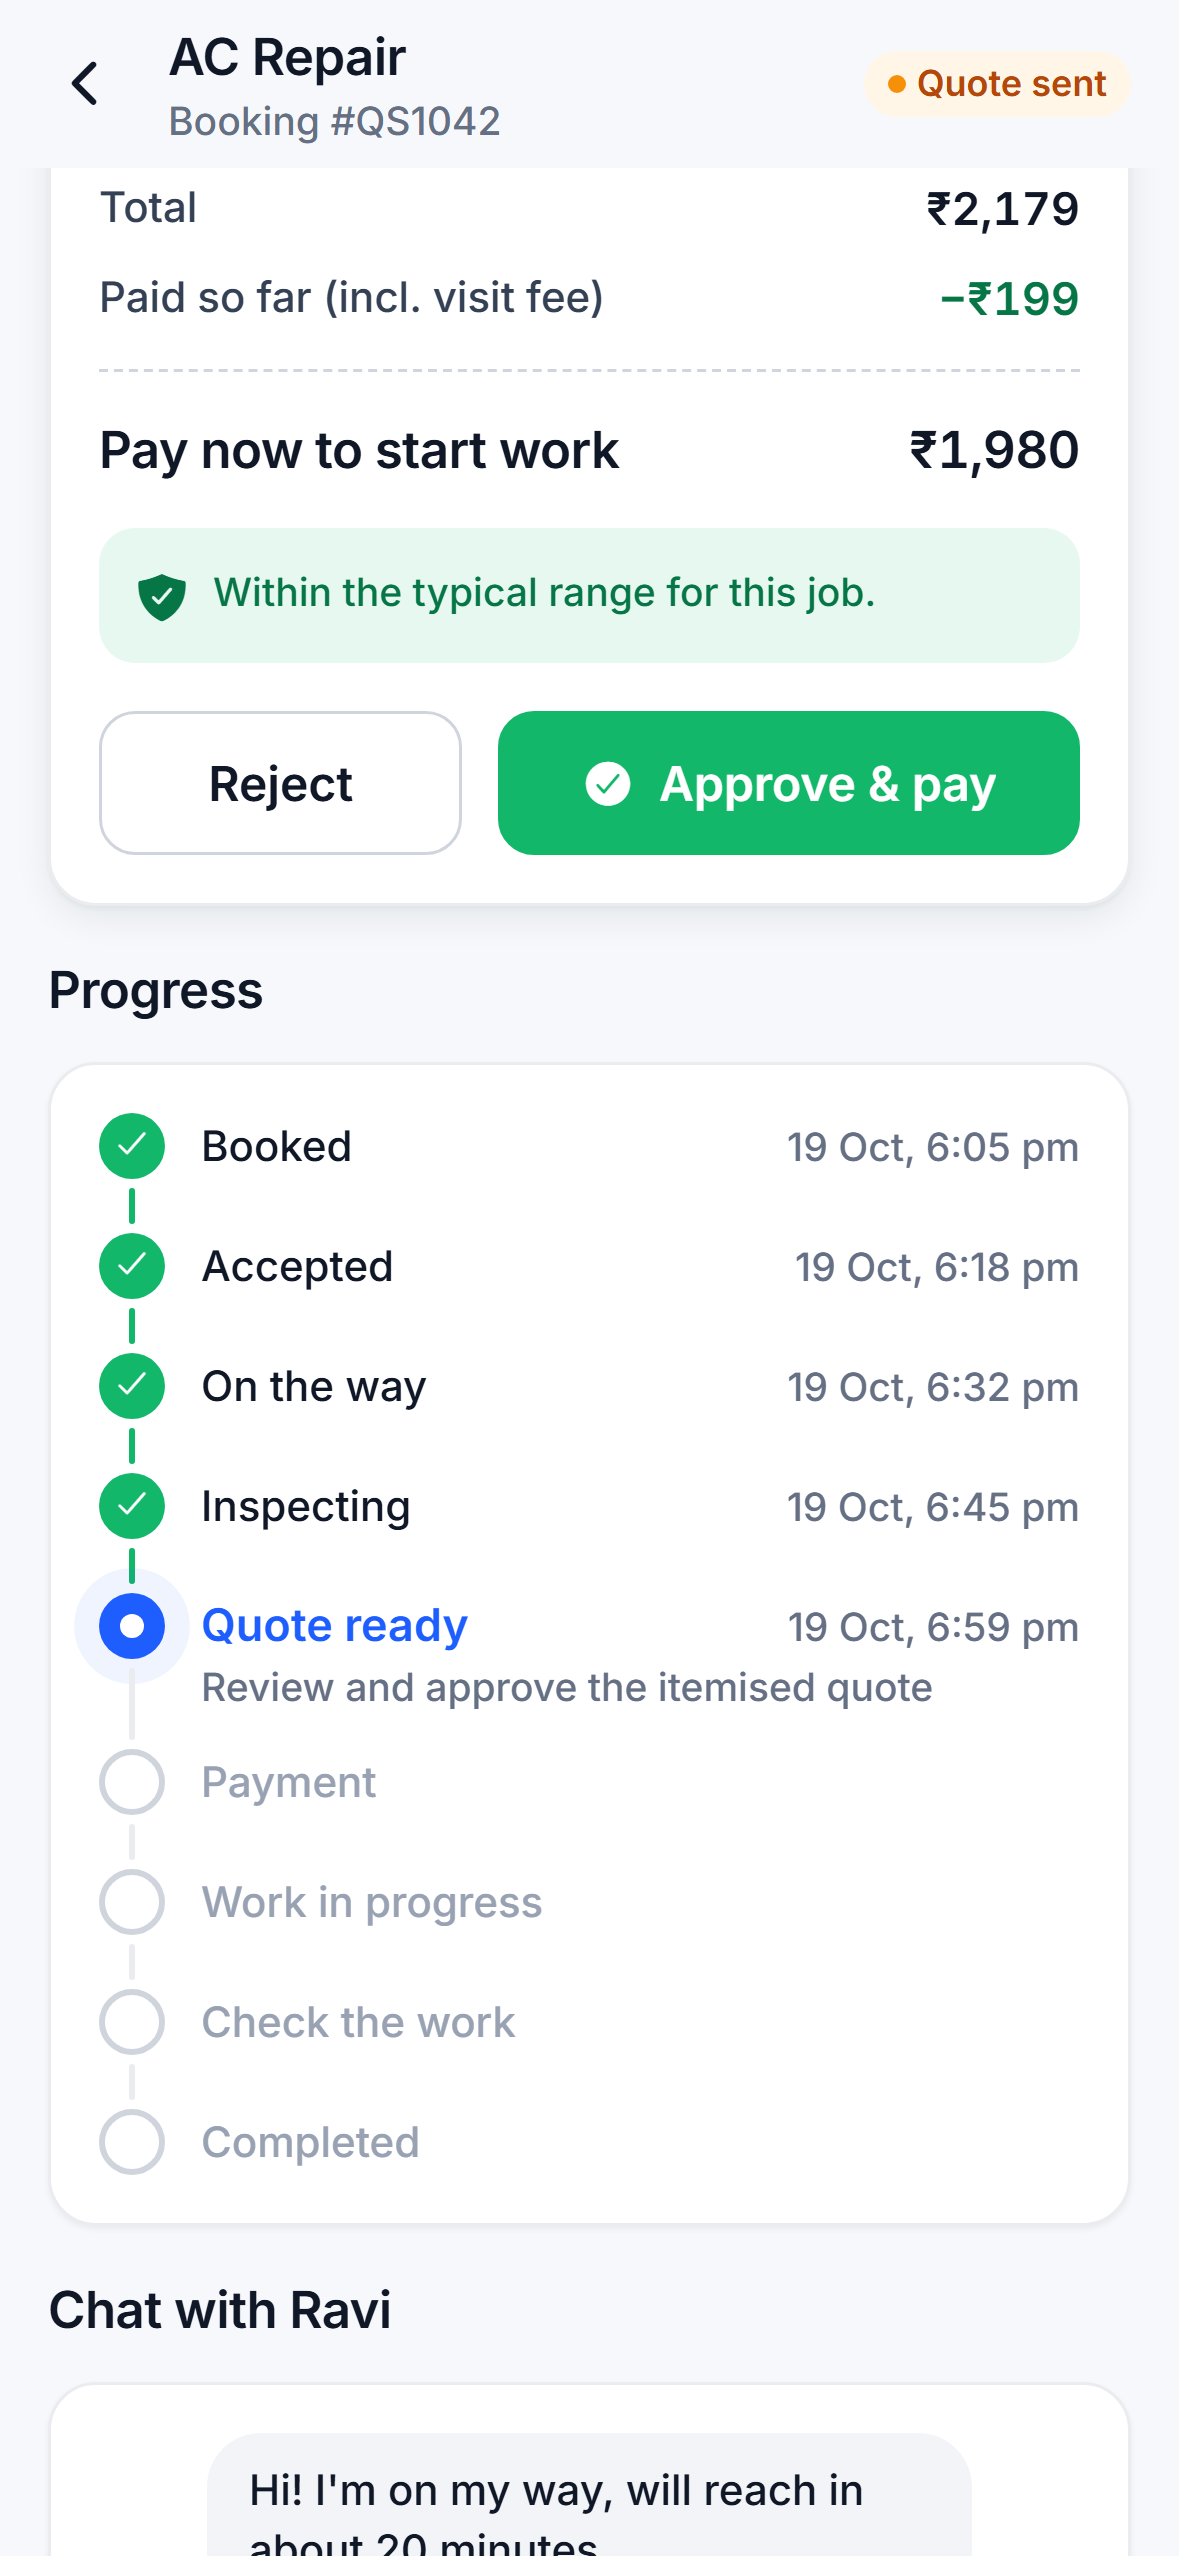 AC Repair
Booking #QS1042
Quote sent
Total ₹2,179
Paid so far (incl. visit fee) −₹199
Pay now to start work ₹1,980
Within the typical range for this job.
Reject
Approve & pay
Progress
Booked 19 Oct, 6:05 pm
Accepted 19 Oct, 6:18 pm
On the way 19 Oct, 6:32 pm
Inspecting 19 Oct, 6:45 pm
Quote ready 19 Oct, 6:59 pm
Review and approve the itemised quote
Payment
Work in progress
Check the work
Completed
Chat with Ravi
Hi! I'm on my way, will reach in
about 20 minutes